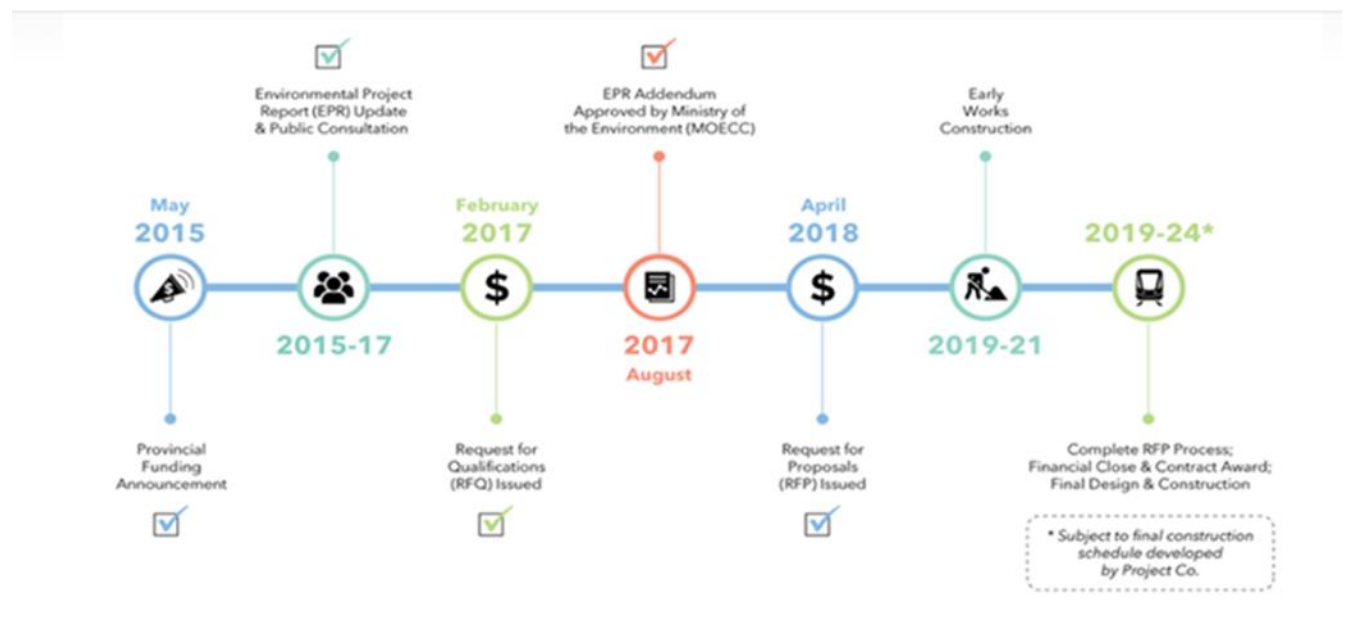 Environmental Project
Report (EPR) Update
& Public Consultation
EPR Addendum
Approved by Ministry of
the Environment (MOECC)
Early
Works
Construction
May
2015
February
2017
April
2018
2019-24*
$
$
$
2015-17
2017
August
2019-21
Provincial
Funding
Announcement
Request for
Qualifications
(RFQ) Issued
Request for
Proposals
(RFP) Issued
Complete RFP Process;
Financial Close & Contract Award;
Final Design & Construction
* Subject to final construction
schedule developed
by Project Co.